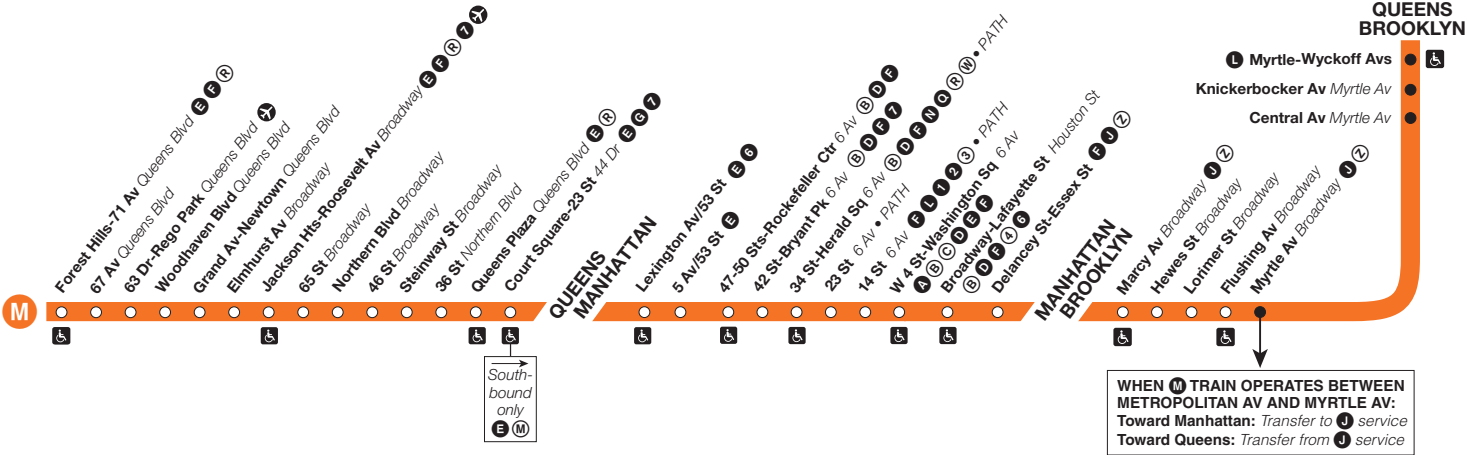 M
Forest Hills-71 Av Queens Blvd E F R
67 Av Queens Blvd
63 Dr-Rego Park Queens Blvd
Woodhaven Blvd Queens Blvd
Grand Av-Newtown Queens Blvd
Elmhurst Av Broadway
Jackson Hts-Roosevelt Av Broadway E F R 7
65 St Broadway
Northern Blvd Broadway
46 St Broadway
Steinway St Broadway
36 St Northern Blvd
Queens Plaza Queens Blvd E R
Court Square-23 St 44 Dr E G 7
South-
bound
only
E M
QUEENS
MANHATTAN
Lexington Av/53 St E 6
5 Av/53 St E
47-50 Sts-Rockefeller Ctr 6 Av B D F
42 St-Bryant Pk 6 Av B D F 7
34 St-Herald Sq 6 Av B D F N Q R W • PATH
23 St 6 Av • PATH
14 St 6 Av F L 1 2 3 • PATH
W 4 St-Washington Sq 6 Av
A B C D E F
Broadway-Lafayette St Houston St
B D F 4 6
Delancey St-Essex St F J Z
MANHATTAN
BROOKLYN
Marcy Av Broadway J Z
Hewes St Broadway
Lorimer St Broadway
Flushing Av Broadway
Myrtle Av Broadway J Z
WHEN M TRAIN OPERATES BETWEEN
METROPOLITAN AV AND MYRTLE AV:
Toward Manhattan: Transfer to J service
Toward Queens: Transfer from J service
QUEENS
BROOKLYN
L Myrtle-Wyckoff Avs
Knickerbocker Av Myrtle Av
Central Av Myrtle Av